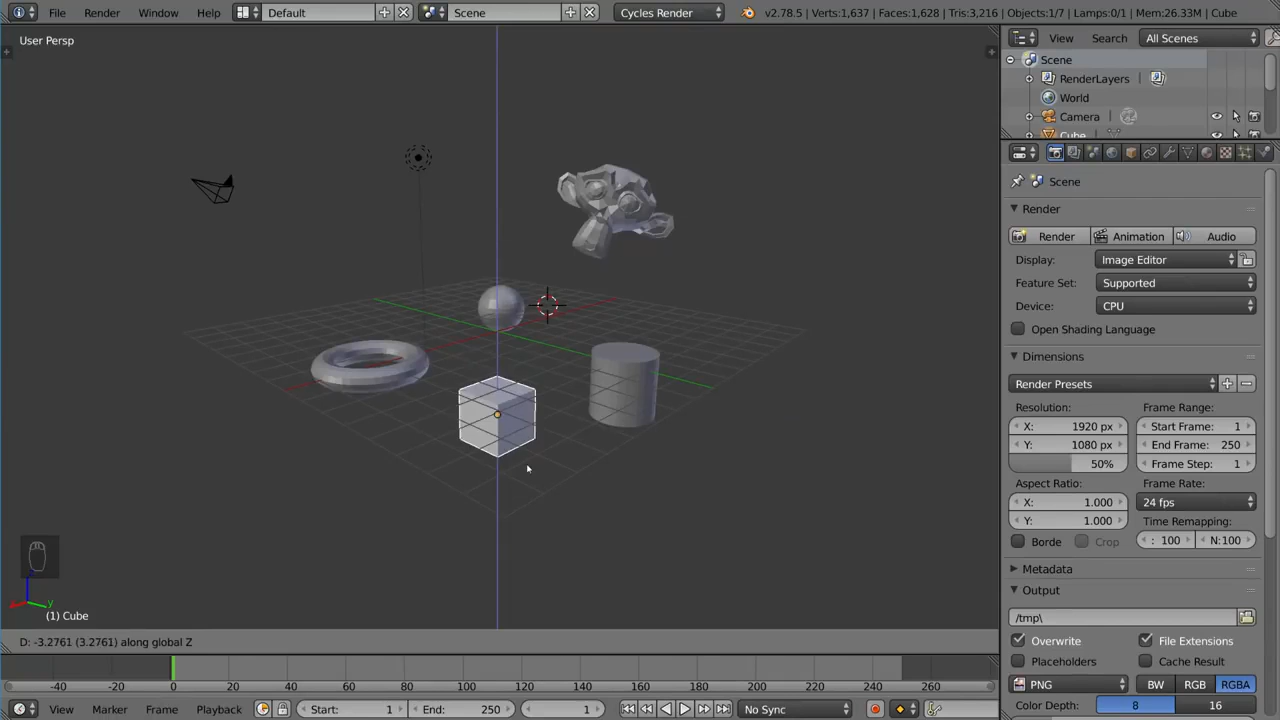 File Render Window Help Default Scene Cycles Render v2.78.5 | Verts:1,637 | Faces:1,628 | Tris:3,216 | Objects:1/7 | Lamps:0/1 | Mem:26.33M | Cube
User Persp
View Search All Scenes
Scene
RenderLayers
World
Camera
Cube
Scene
Render
Render Animation Audio
Display: Image Editor
Feature Set: Supported
Device: CPU
Open Shading Language
Dimensions
Render Presets
Resolution: Frame Range:
X: 1920 px Start Frame: 1
Y: 1080 px End Frame: 250
50% Frame Step: 1
Aspect Ratio: Frame Rate:
X: 1.000 24 fps
Y: 1.000 Time Remapping:
Borde Crop : 100 N:100
Metadata
Output
/tmp\
Overwrite File Extensions
Placeholders Cache Result
PNG BW RGB RGBA
Color Depth: 8 16
z
x y
(1) Cube
D: -3.2761 (3.2761) along global Z
-40 -20 0 20 40 60 80 100 120 140 160 180 200 220 240 260
View Marker Frame Playback Start: 1 End: 250 1 No Sync